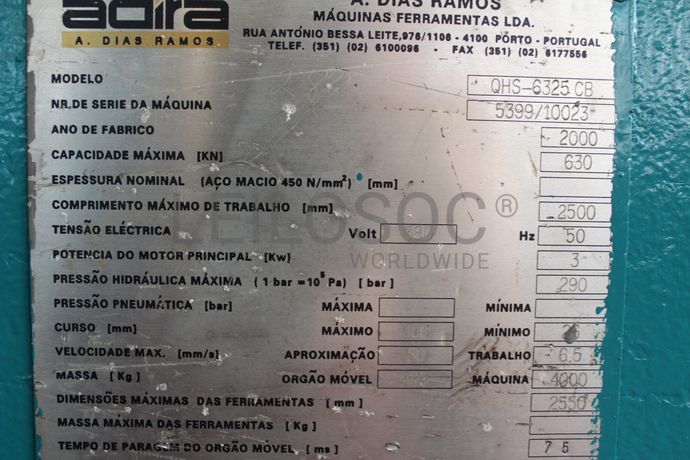 adira
A. DIAS RAMOS
A. DIAS RAMOS
MÁQUINAS FERRAMENTAS LDA.
RUA ANTÓNIO BESSA LEITE, 976/1106 - 4100 PÔRTO - PORTUGAL
TELEF. (351) (02) 6100096 - FAX (351) (02) 6177556
MODELO QHS-6325 CB
NR.DE SERIE DA MÁQUINA 5399/10023
ANO DE FABRICO 2000
CAPACIDADE MÁXIMA [KN] 630
ESPESSURA NOMINAL (AÇO MACIO 450 N/mm²) [mm]
COMPRIMENTO MÁXIMO DE TRABALHO [mm] 2500
TENSÃO ELÉCTRICA Volt 380 Hz 50
POTENCIA DO MOTOR PRINCIPAL [Kw] 3
PRESSÃO HIDRÁULICA MÁXIMA (1 bar = 10⁵ Pa) [bar] 290
PRESSÃO PNEUMÁTICA [bar] MÁXIMA MÍNIMA
CURSO [mm] MÁXIMO MÍNIMO
VELOCIDADE MAX. [mm/s] APROXIMAÇÃO TRABALHO 6.5
MASSA [Kg] ORGÃO MÓVEL MÁQUINA 4000
DIMENSÕES MÁXIMAS DAS FERRAMENTAS [mm] 2550
MASSA MÁXIMA DAS FERRAMENTAS [Kg]
TEMPO DE PARAGEM DO ORGÃO MÓVEL [ms] 75
LEILOSOC®
WORLDWIDE